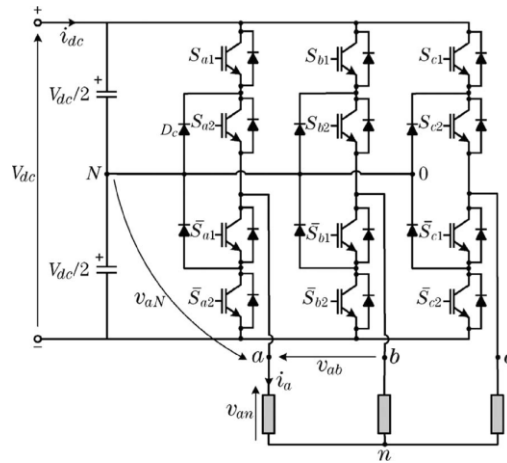 +
i_dc
S_a1
S_b1
S_c1
V_dc/2
+
D_c
S_a2
S_b2
S_c2
V_dc
N
0
S̄_a1
S̄_b1
S̄_c1
V_dc/2
+
v_aN
S̄_a2
S̄_b2
S̄_c2
−
a
v_ab
b
i_a
v_an
n